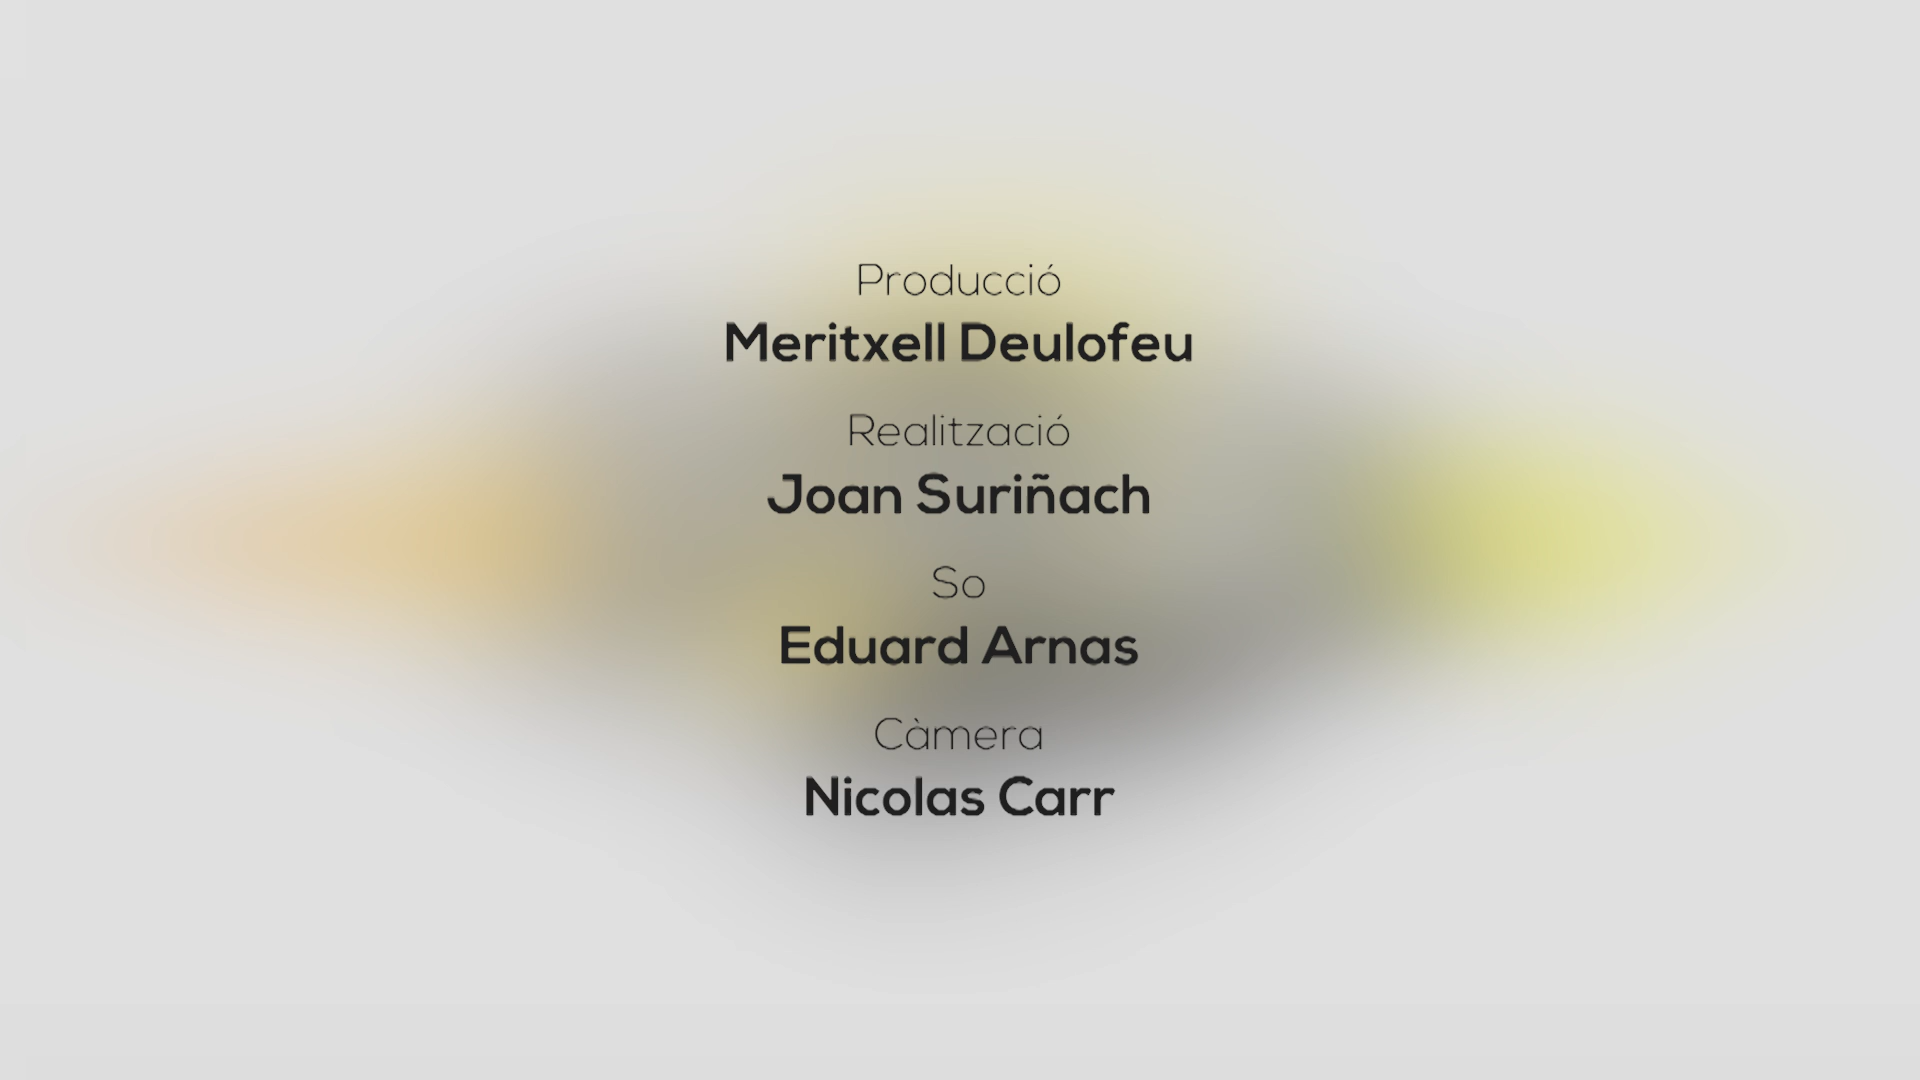 Producció
Meritxell Deulofeu
Realització
Joan Suriñach
So
Eduard Arnas
Càmera
Nicolas Carr